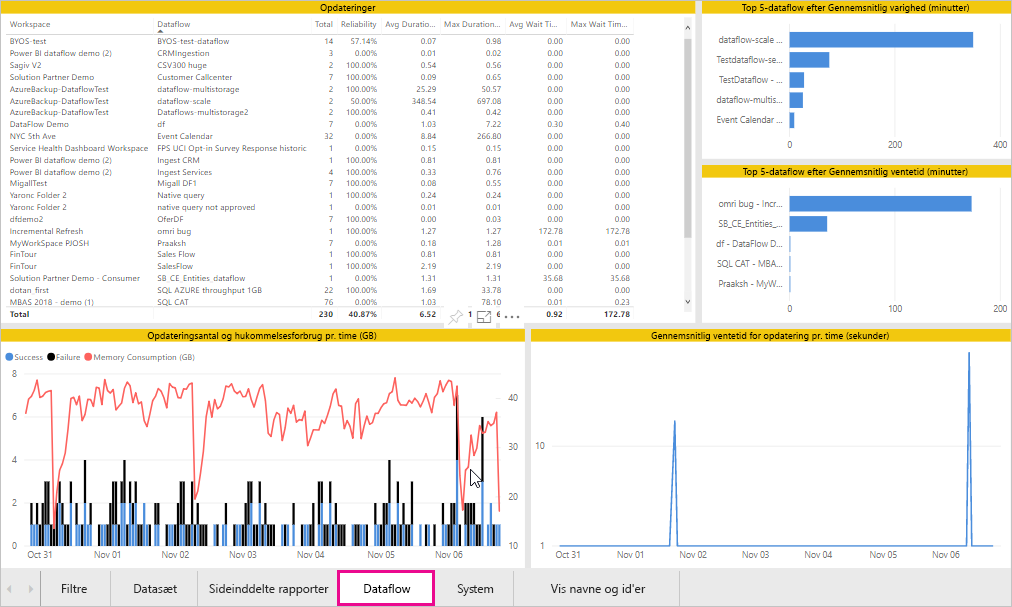 Opdateringer
Workspace Dataflow Total Reliability Avg Duratio... Max Duration... Avg Wait Ti... Max Wait Tim...
BYOS-test BYOS-test-dataflow 14 57.14% 0.07 0.98 0.00 0.00
Power BI dataflow demo (2) CRMIngestion 3 0.00% 0.01 0.02 0.00 0.00
Sagiv V2 CSV300 huge 2 100.00% 0.54 0.56 0.00 0.00
Solution Partner Demo Customer Callcenter 7 100.00% 0.09 0.65 0.00 0.00
AzureBackup-DataflowTest dataflow-multistorage 2 100.00% 25.29 50.57 0.00 0.00
AzureBackup-DataflowTest dataflow-scale 2 50.00% 348.54 697.08 0.00 0.00
AzureBackup-DataflowTest Dataflows-multistorage2 2 100.00% 0.41 0.42 0.00 0.00
DataFlow Demo df 7 0.00% 1.03 7.22 0.30 0.40
NYC 5th Ave Event Calendar 32 0.00% 8.84 266.80 0.00 0.00
Service Health Dashboard Workspace FPS UCI Opt-in Survey Response historic 1 0.00% 0.15 0.15 0.00 0.00
Power BI dataflow demo (2) Ingest CRM 1 100.00% 0.81 0.81 0.00 0.00
Power BI dataflow demo (2) Ingest Services 4 100.00% 0.33 0.76 0.00 0.00
MigallTest Migall DF1 7 100.00% 0.08 0.55 0.00 0.00
Yaronc Folder 2 Native query 1 100.00% 0.24 0.24 0.00 0.00
Yaronc Folder 2 native query not approved 1 0.00% 0.01 0.01 0.00 0.00
dfdemo2 OferDF 7 100.00% 0.00 0.03 0.00 0.00
Incremental Refresh omri bug 1 100.00% 1.27 1.27 172.78 172.78
MyWorkSpace PJOSH Praaksh 7 0.00% 0.18 1.28 0.01 0.01
FinTour Sales Flow 1 100.00% 0.81 0.81 0.00 0.00
FinTour SalesFlow 1 100.00% 2.19 2.19 0.00 0.00
Solution Partner Demo - Consumer SB_CE Entities_dataflow 1 0.00% 1.31 1.31 35.68 35.68
dotan_first SQL AZURE throughput 1GB 22 100.00% 1.69 33.78 0.00 0.00
MBAS 2018 - demo (1) SQL CAT 76 0.00% 1.03 78.10 0.01 0.23
Total 230 40.87% 6.52 0.92 172.78
Top 5-dataflow efter Gennemsnitlig varighed (minutter)
dataflow-scale ...
Testdataflow-se...
TestDataflow - ...
dataflow-multis...
Event Calendar ...
0 200 400
Top 5-dataflow efter Gennemsnitlig ventetid (minutter)
omri bug - Incr...
SB_CE_Entities_...
df - DataFlow D...
SQL CAT - MBA...
Praaksh - MyW...
0 100 200
Opdateringsantal og hukommelsesforbrug pr. time (GB)
Success Failure Memory Consumption (GB)
8
6
4
2
0
40
30
20
10
Oct 31 Nov 01 Nov 02 Nov 03 Nov 04 Nov 05 Nov 06
Gennemsnitlig ventetid for opdatering pr. time (sekunder)
10
1
Oct 31 Nov 01 Nov 02 Nov 03 Nov 04 Nov 05 Nov 06
Filtre Datasæt Sideinddelte rapporter Dataflow System Vis navne og id'er